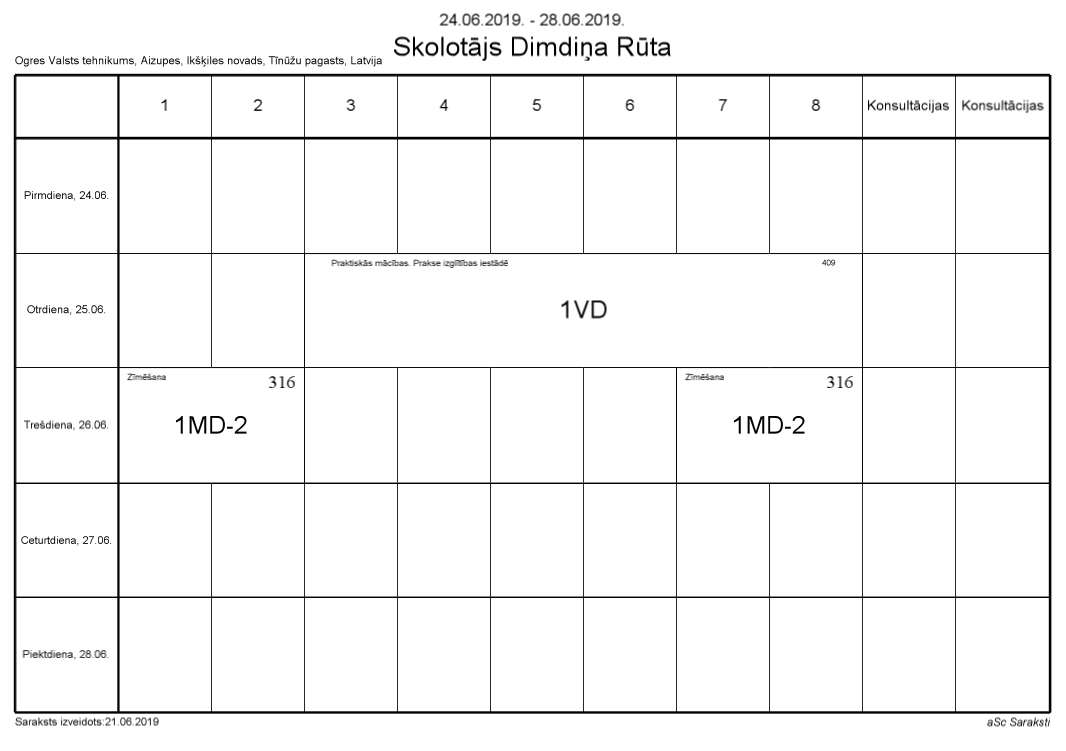 24.06.2019. - 28.06.2019.
Skolotājs Dimdiņa Rūta
Ogres Valsts tehnikums, Aizupes, Ikšķiles novads, Tīnūžu pagasts, Latvija
1 2 3 4 5 6 7 8 Konsultācijas Konsultācijas
Pirmdiena, 24.06.
Praktiskās mācības. Prakse izglītības iestādē 409
Otrdiena, 25.06. 1VD
Zīmēšana 316 Zīmēšana 316
Trešdiena, 26.06. 1MD-2 1MD-2
Ceturtdiena, 27.06.
Piektdiena, 28.06.
Saraksts izveidots:21.06.2019 aSc Saraksti